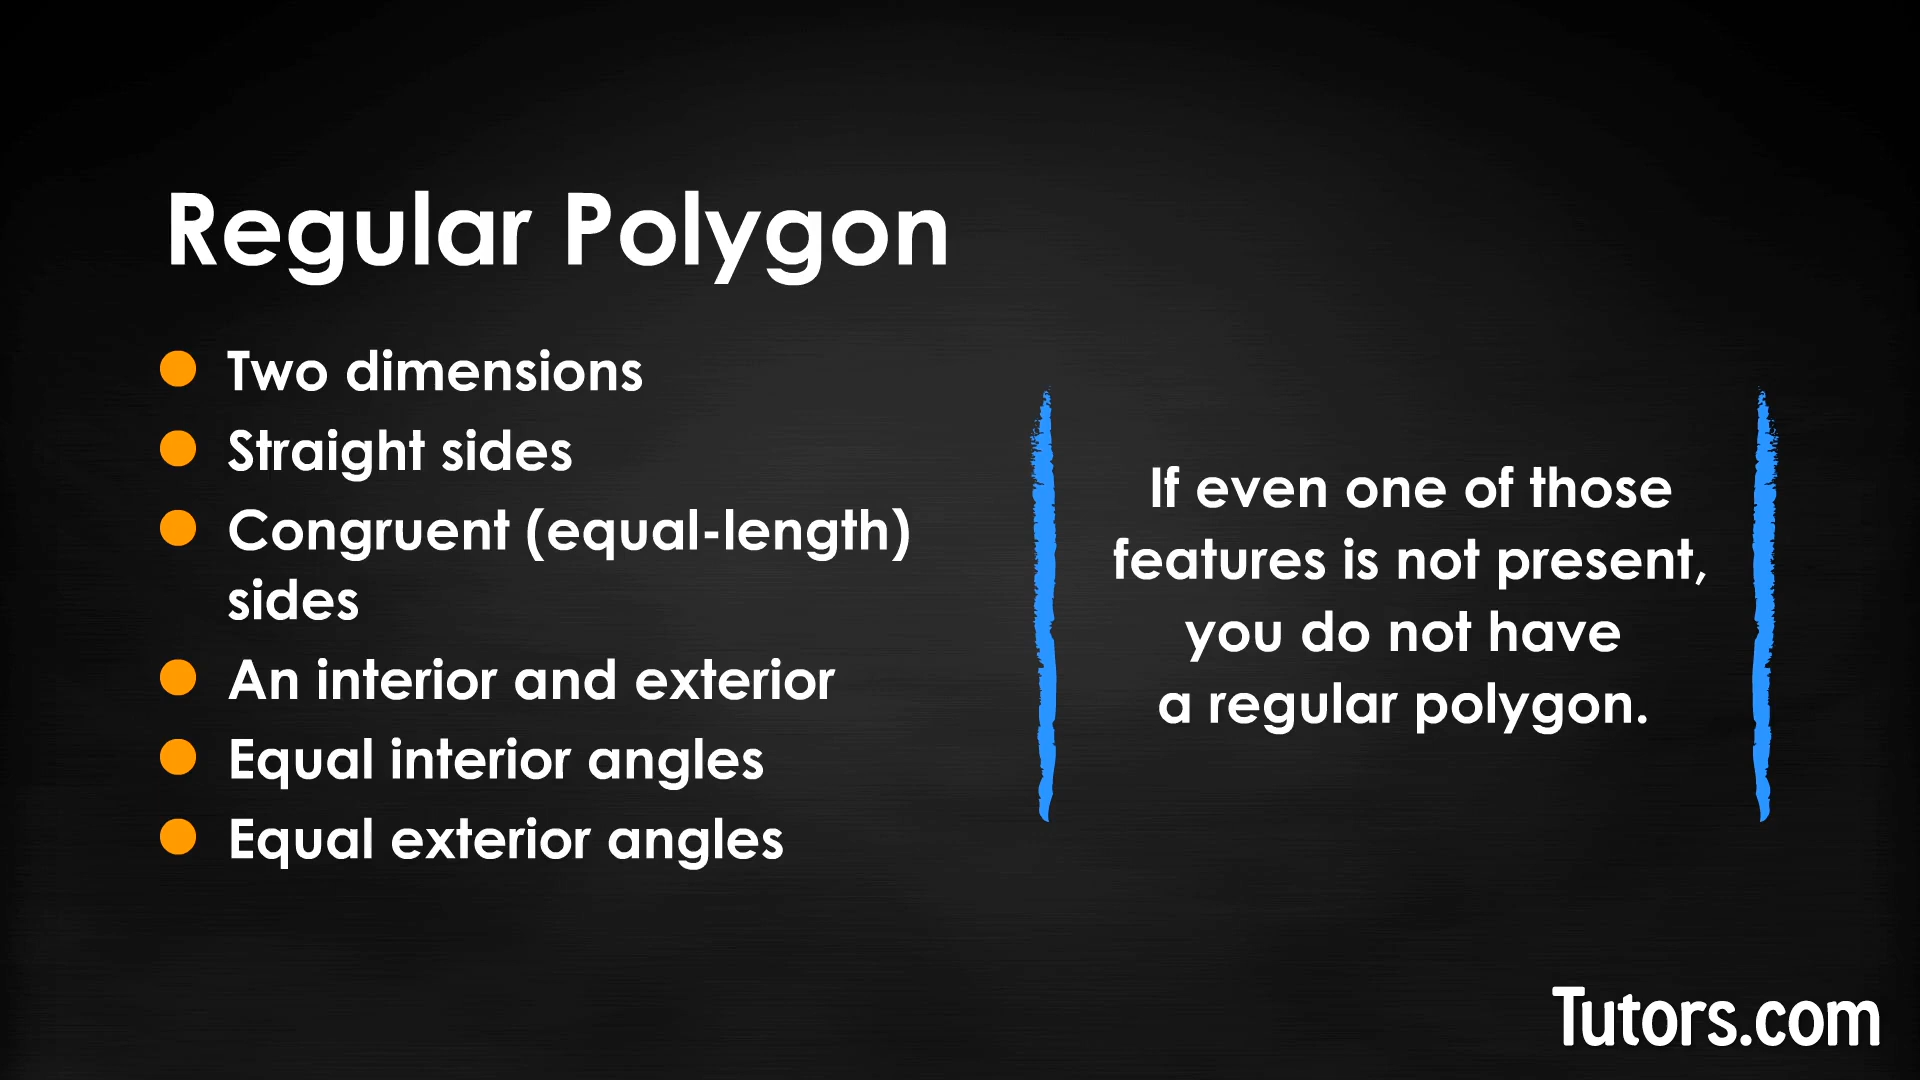 Regular Polygon
Two dimensions
Straight sides
Congruent (equal-length)
sides
An interior and exterior
Equal interior angles
Equal exterior angles
If even one of those
features is not present,
you do not have
a regular polygon.
Tutors.com